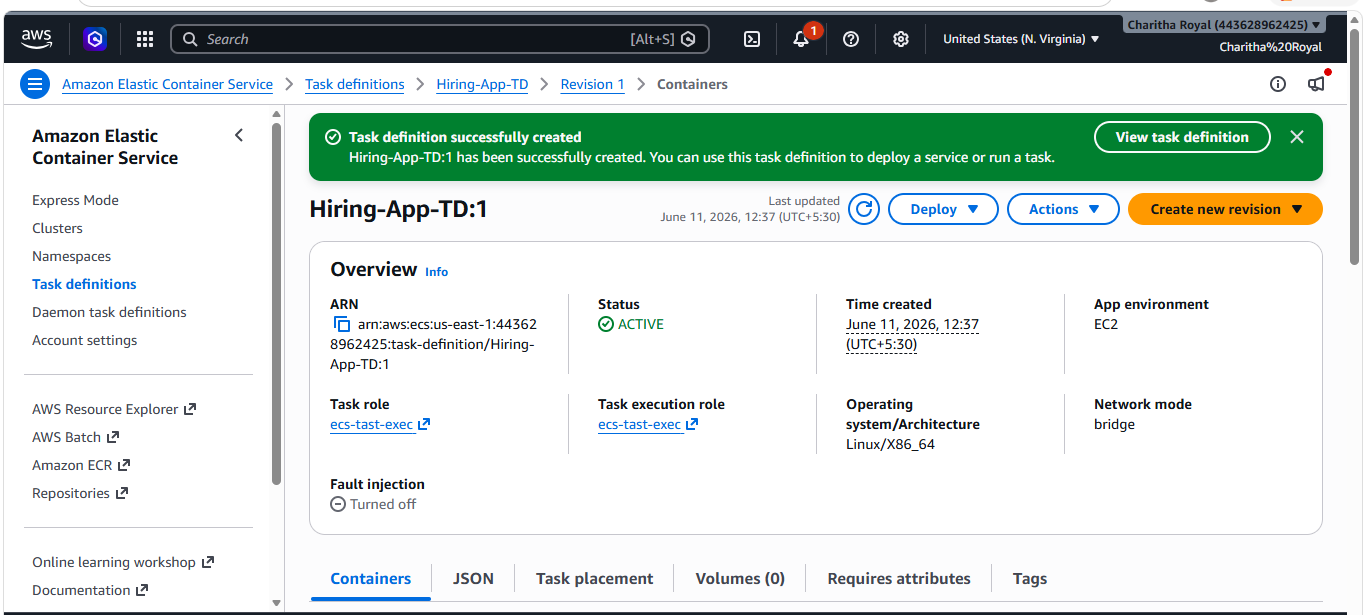 aws
Search
[Alt+S]
1
United States (N. Virginia)
Charitha Royal (443628962425)
Charitha%20Royal
Amazon Elastic Container Service
Task definitions
Hiring-App-TD
Revision 1
Containers
Amazon Elastic
Container Service
Express Mode
Clusters
Namespaces
Task definitions
Daemon task definitions
Account settings
AWS Resource Explorer
AWS Batch
Amazon ECR
Repositories
Online learning workshop
Documentation
Task definition successfully created
Hiring-App-TD:1 has been successfully created. You can use this task definition to deploy a service or run a task.
View task definition
Hiring-App-TD:1
Last updated
June 11, 2026, 12:37 (UTC+5:30)
Deploy
Actions
Create new revision
Overview
Info
ARN
arn:aws:ecs:us-east-1:44362
8962425:task-definition/Hiring-
App-TD:1
Status
ACTIVE
Time created
June 11, 2026, 12:37
(UTC+5:30)
App environment
EC2
Task role
ecs-tast-exec
Task execution role
ecs-tast-exec
Operating
system/Architecture
Linux/X86_64
Network mode
bridge
Fault injection
Turned off
Containers
JSON
Task placement
Volumes (0)
Requires attributes
Tags